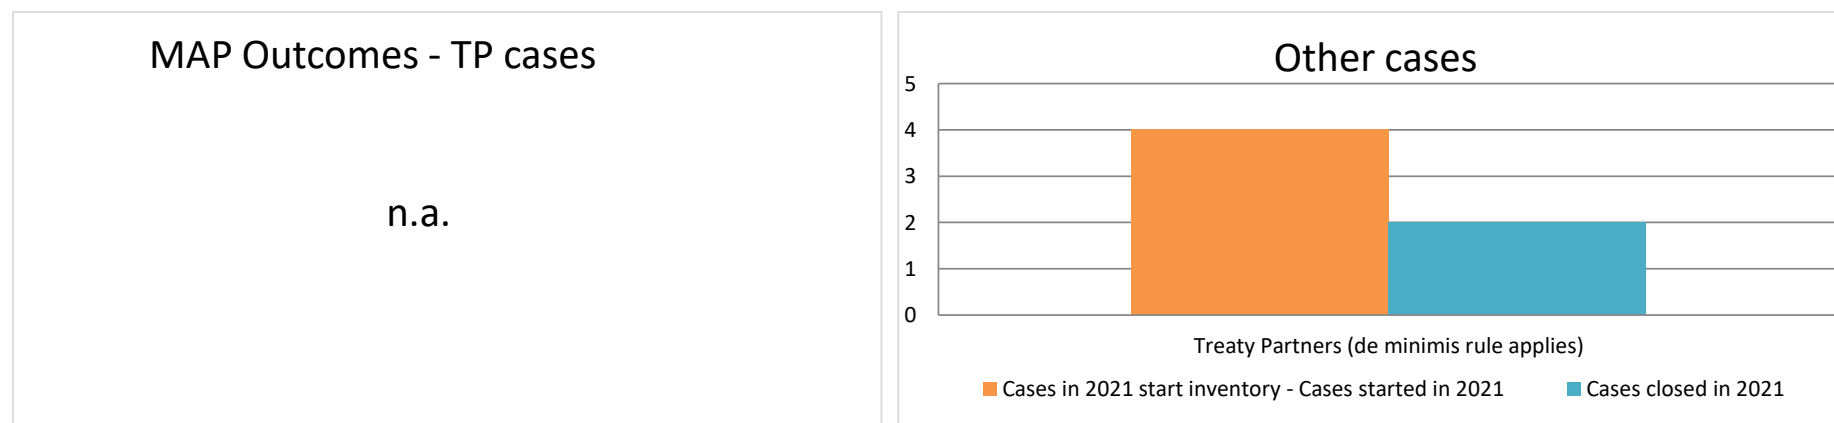 MAP Outcomes - TP cases
n.a.
Other cases
5
4
3
2
1
0
Treaty Partners (de minimis rule applies)
Cases in 2021 start inventory - Cases started in 2021
Cases closed in 2021